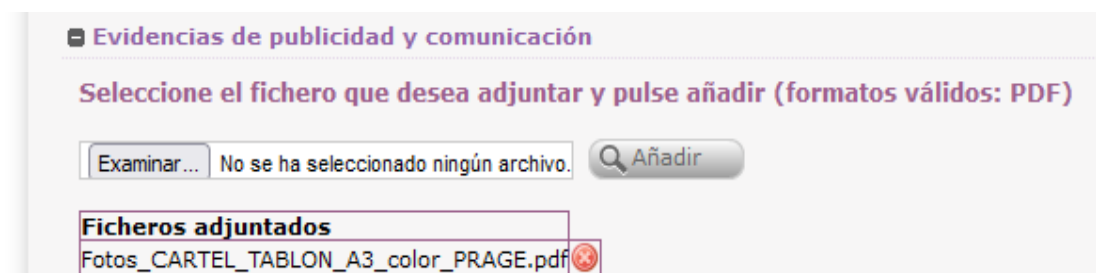 Evidencias de publicidad y comunicación
Seleccione el fichero que desea adjuntar y pulse añadir (formatos válidos: PDF)
Examinar... No se ha seleccionado ningún archivo. Añadir
Ficheros adjuntados
Fotos_CARTEL_TABLON_A3_color_PRAGE.pdf